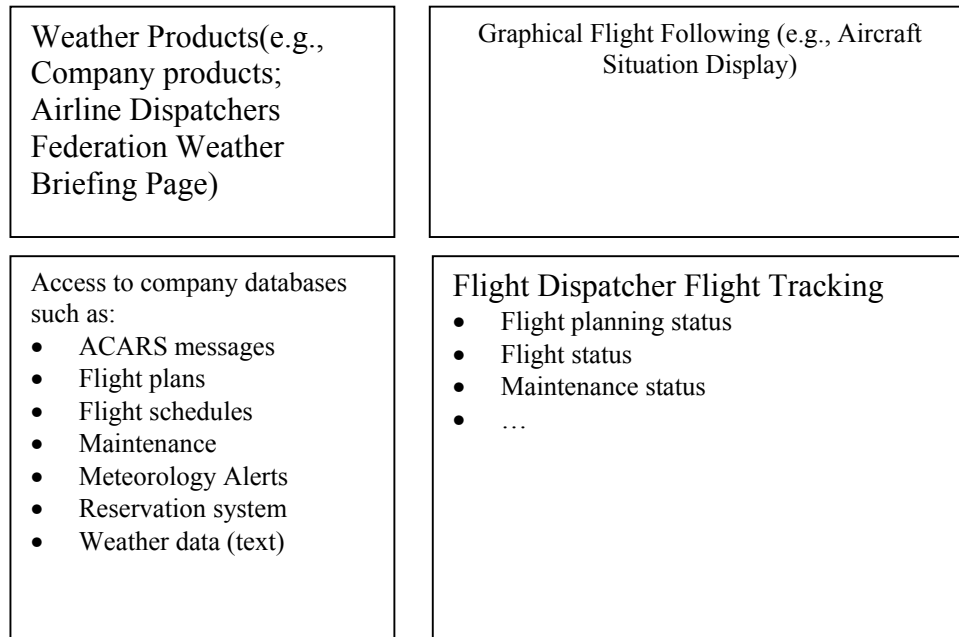 Weather Products(e.g.,
Company products;
Airline Dispatchers
Federation Weather
Briefing Page)
Graphical Flight Following (e.g., Aircraft
Situation Display)
Access to company databases
such as:
• ACARS messages
• Flight plans
• Flight schedules
• Maintenance
• Meteorology Alerts
• Reservation system
• Weather data (text)
Flight Dispatcher Flight Tracking
• Flight planning status
• Flight status
• Maintenance status
• …